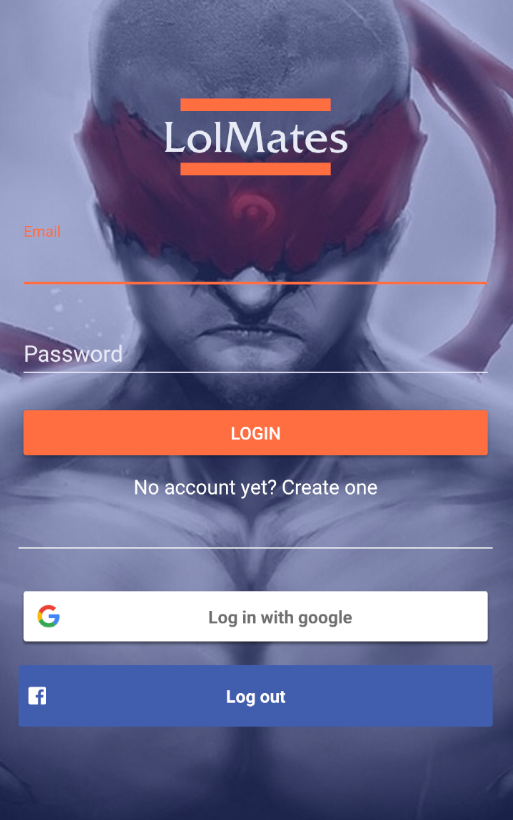 LolMates
Email
Password
LOGIN
No account yet? Create one
Log in with google
Log out